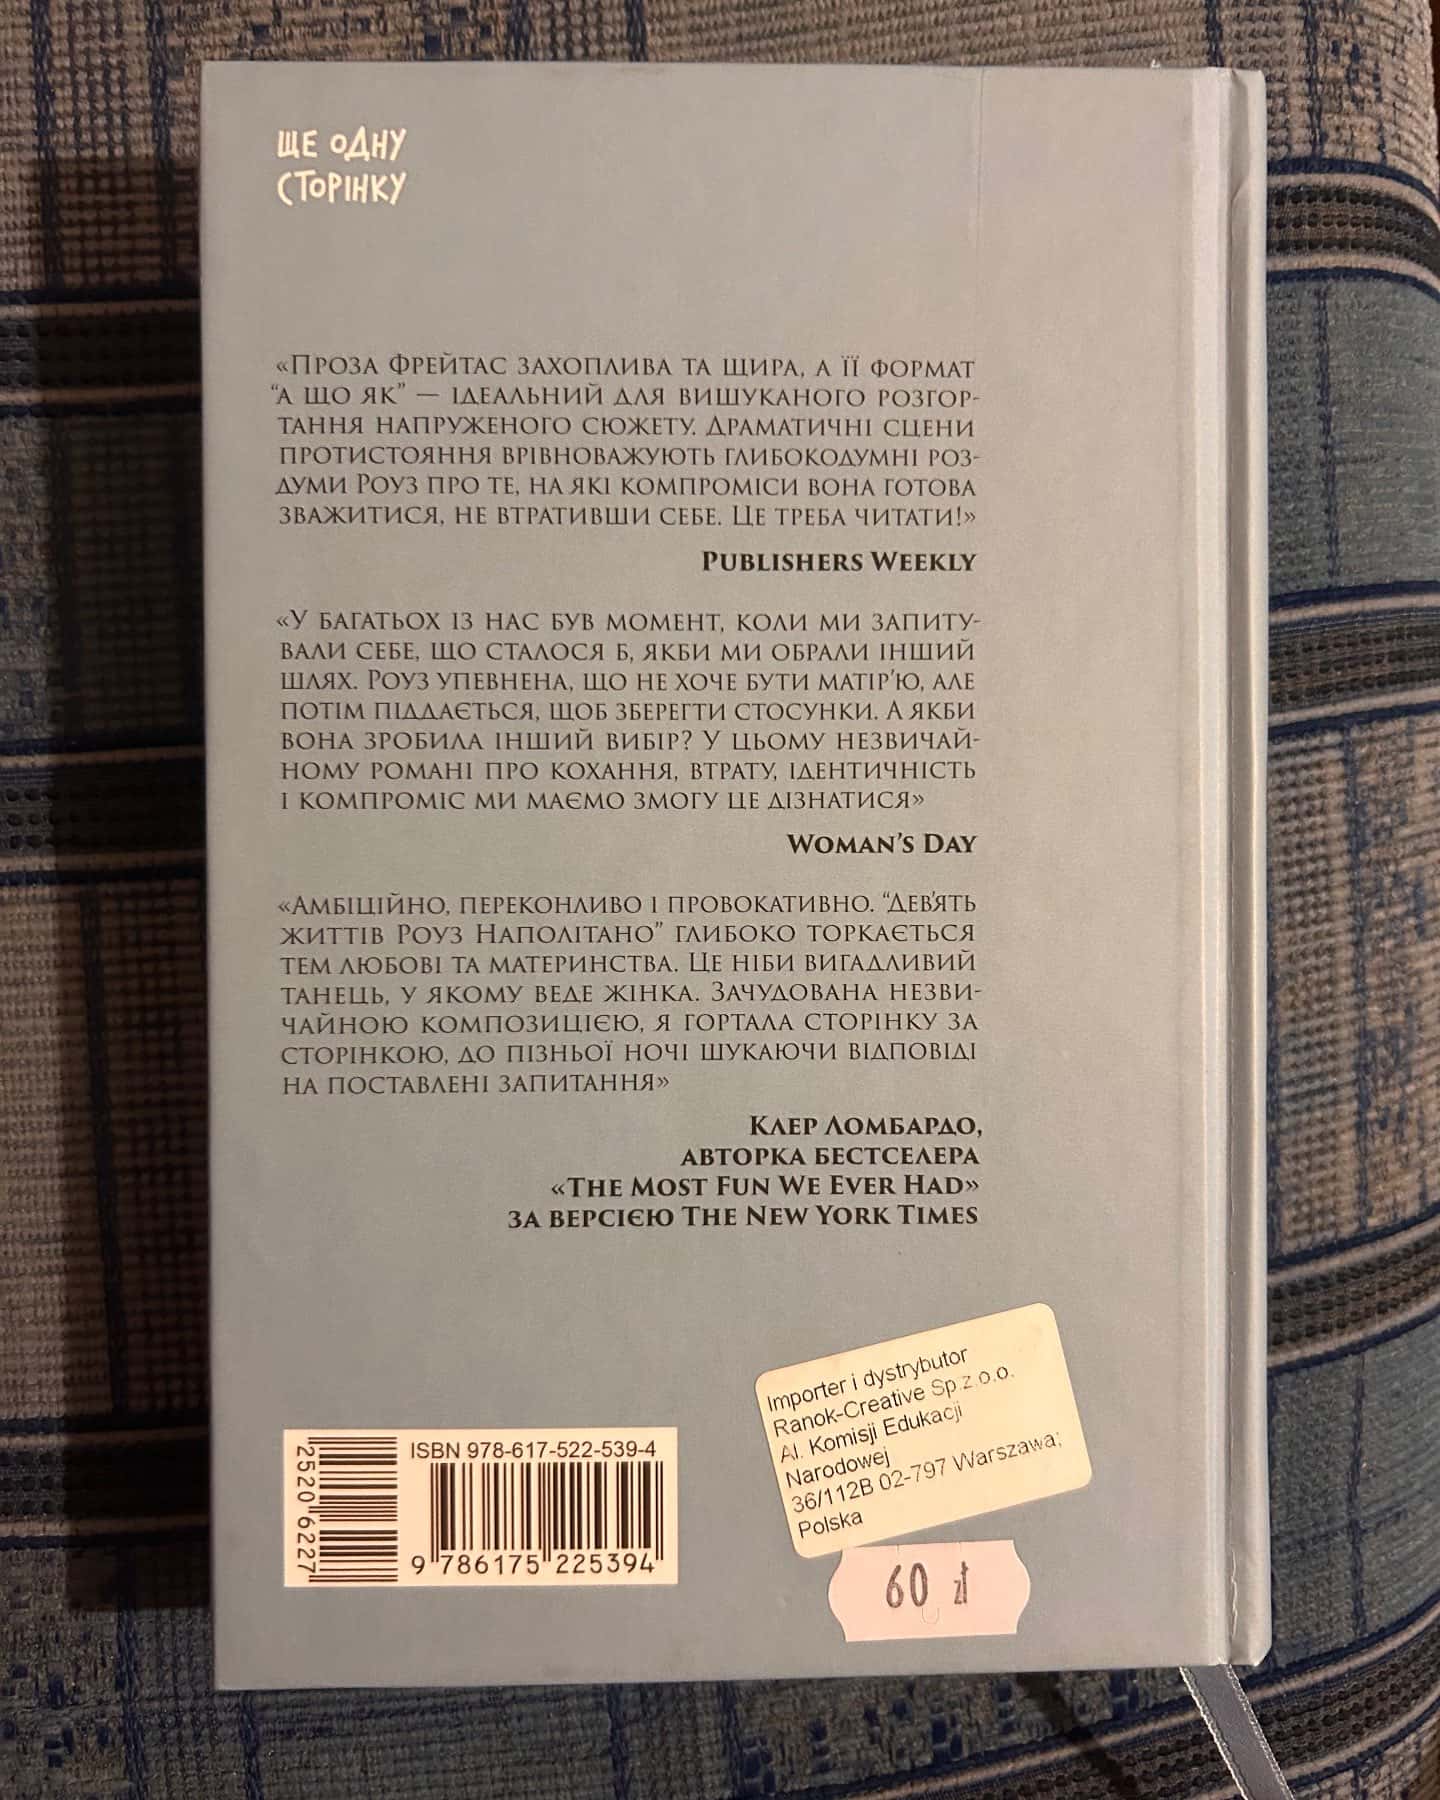 ЩЕ ОДНУ
СТОРІНКУ
«Проза Фрейтас захоплива та щира, а її формат
“а що як” — ідеальний для вишуканого розгор-
тання напруженого сюжету. Драматичні сцени
протистояння врівноважують глибокодумні роз-
думи Роуз про те, на які компроміси вона готова
зважитися, не втративши себе. Це треба читати!»
Publishers Weekly
«У багатьох із нас був момент, коли ми запиту-
вали себе, що сталося б, якби ми обрали інший
шлях. Роуз упевнена, що не хоче бути матір'ю, але
потім піддається, щоб зберегти стосунки. А якби
вона зробила інший вибір? У цьому незвичай-
ному романі про кохання, втрату, ідентичність
і компроміс ми маємо змогу це дізнатися»
Woman’s Day
«Амбіційно, переконливо і провокативно. “Дев'ять
життів Роуз Наполітано” глибоко торкається
тем любові та материнства. Це ніби вигадливий
танець, у якому веде жінка. Зачудована незви-
чайною композицією, я гортала сторінку за
сторінкою, до пізньої ночі шукаючи відповіді
на поставлені запитання»
Клер Ломбардо,
авторка бестселера
«The Most Fun We Ever Had»
за версією The New York Times
Importer i dystrybutor
Ranok-Creative Sp.z.o.o.
Al. Komisji Edukacji
Narodowej
36/112B 02-797 Warszawa;
Polska
60 zł
ISBN 978-617-522-539-4
9 786175 225394
2520 6227